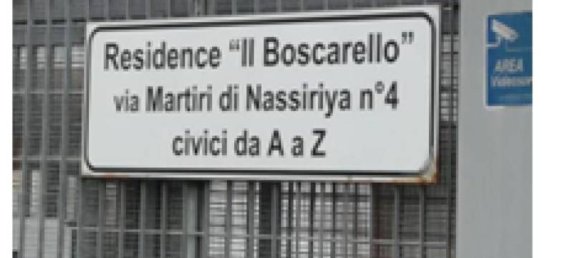 Residence “Il Boscarello”
via Martiri di Nassiriya n°4
civici da A a Z
AREA